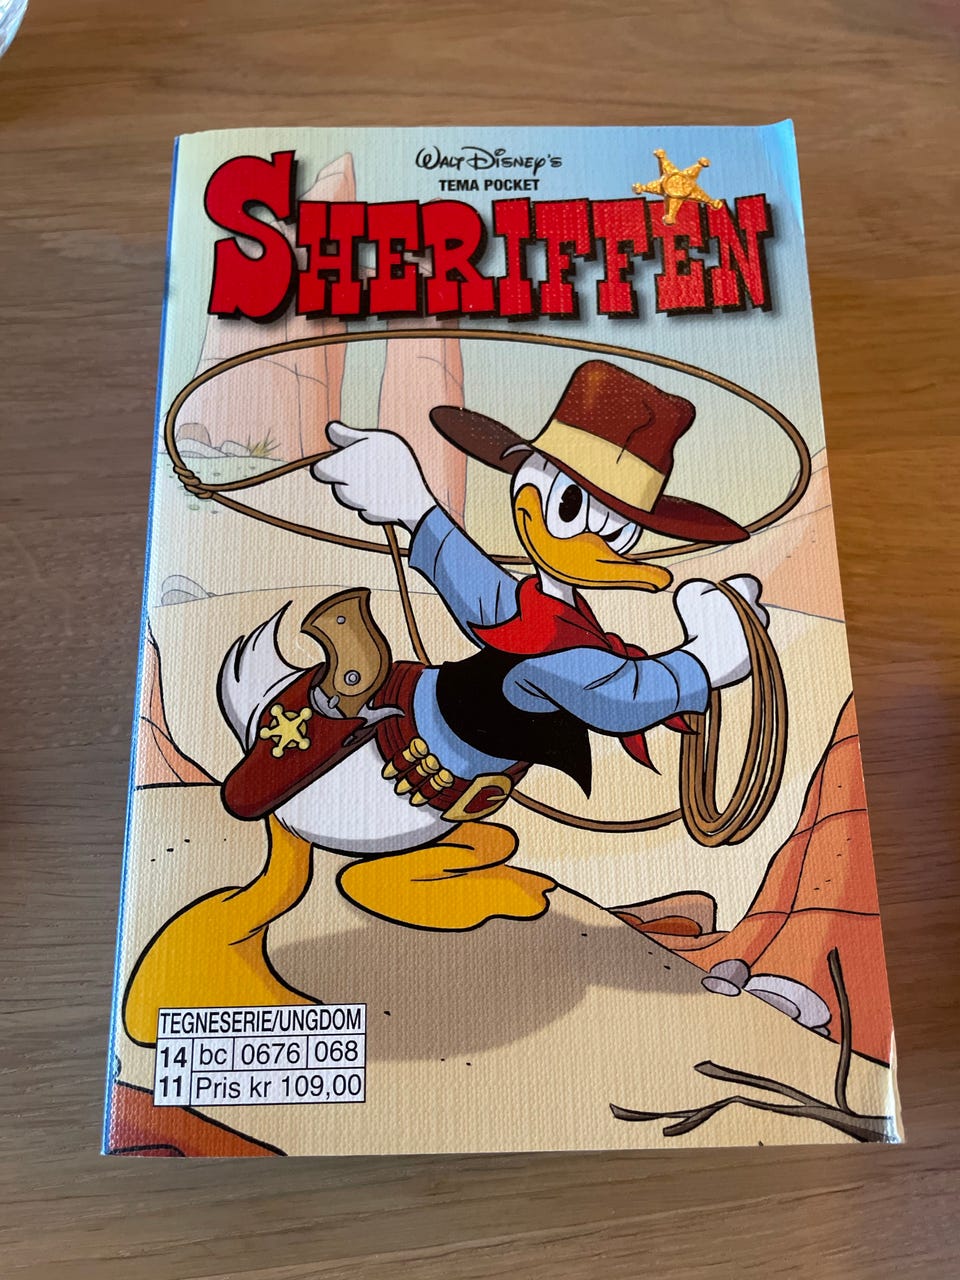 Walt Disney's
TEMA POCKET
SHERIFFEN
TEGNESERIE/UNGDOM
14 bc 0676 068
11 Pris kr 109,00